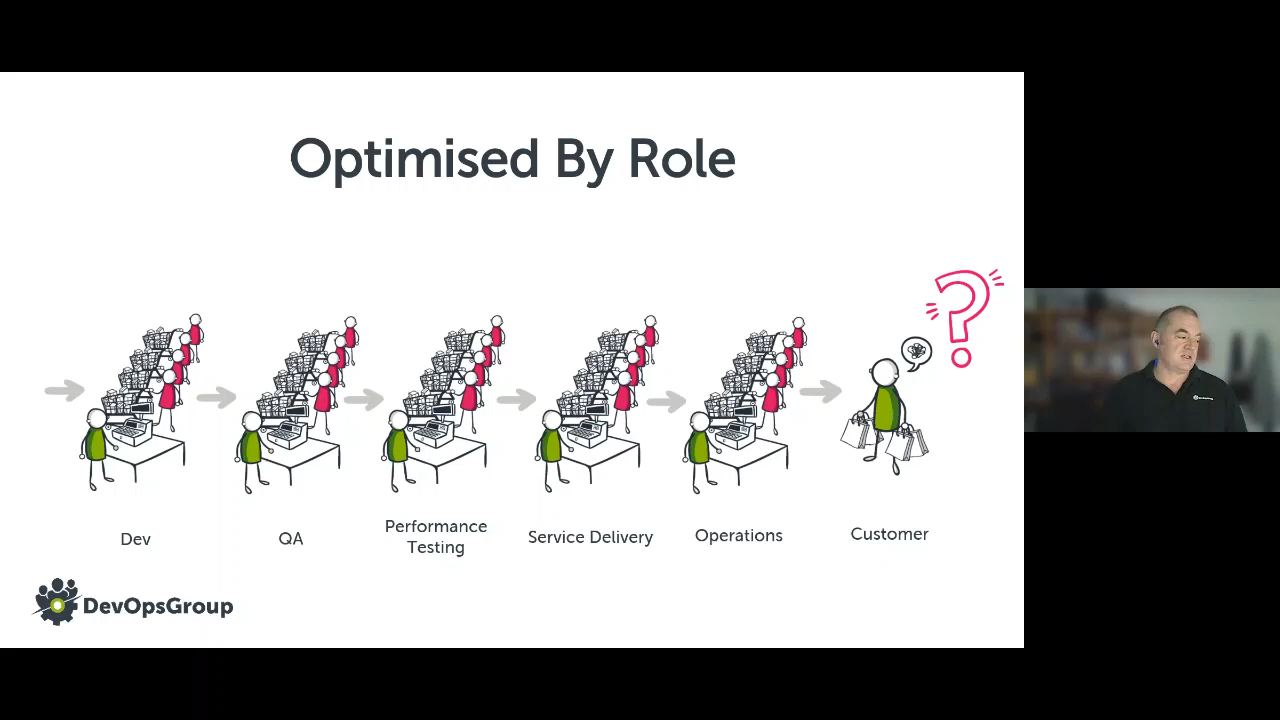 Optimised By Role
Dev
QA
Performance
Testing
Service Delivery
Operations
Customer
DevOpsGroup